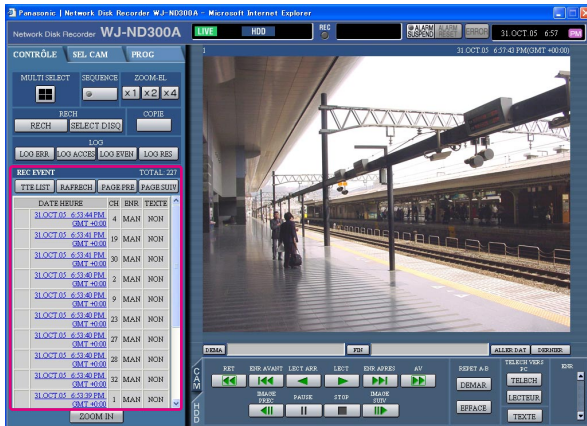 Panasonic | Network Disk Recorder WJ-ND300A - Microsoft Internet Explorer
Network Disk Recorder WJ-ND300A
LIVE HDD REC ALARM SUSPEND ALARM RESET ERROR 31.OCT.05 6:57 PM
CONTRÔLE SEL CAM PROG
1 31.OCT.05 6:57:43 PM(GMT +00:00)
MULTI SELECT SEQUENCE ZOOM-EL
x1 x2 x4
RECH COPIE
RECH SELECT DISQ
LOG
LOG ERR LOG ACCES LOG EVEN LOG RES
REC EVENT TOTAL: 227
TTE LIST RAFRECH PAGE PRE PAGE SUIV
DATE HEURE CH ENR TEXTE
31.OCT.05 6:53:44 PM GMT +0:00 4 MAN NON
31.OCT.05 6:53:41 PM GMT +0:00 19 MAN NON
31.OCT.05 6:53:41 PM GMT +0:00 30 MAN NON
31.OCT.05 6:53:40 PM GMT +0:00 2 MAN NON
31.OCT.05 6:53:40 PM GMT +0:00 9 MAN NON
31.OCT.05 6:53:40 PM GMT +0:00 23 MAN NON
31.OCT.05 6:53:40 PM GMT +0:00 27 MAN NON
31.OCT.05 6:53:40 PM GMT +0:00 28 MAN NON
31.OCT.05 6:53:40 PM GMT +0:00 32 MAN NON
31.OCT.05 6:53:39 PM GMT +0:00 1 MAN NON
ZOOM IN
DEMA FIN ALLER DAT DERNIER
CAM
HDD
RET ENR AVANT LECT ARR LECT ENR APRES AV
IMAGE PREC PAUSE STOP IMAGE SUIV
REPET A-B
DEMAR
EFFACE
TELECH VERS PC
TELECH
LECTEUR
TEXTE
ENR